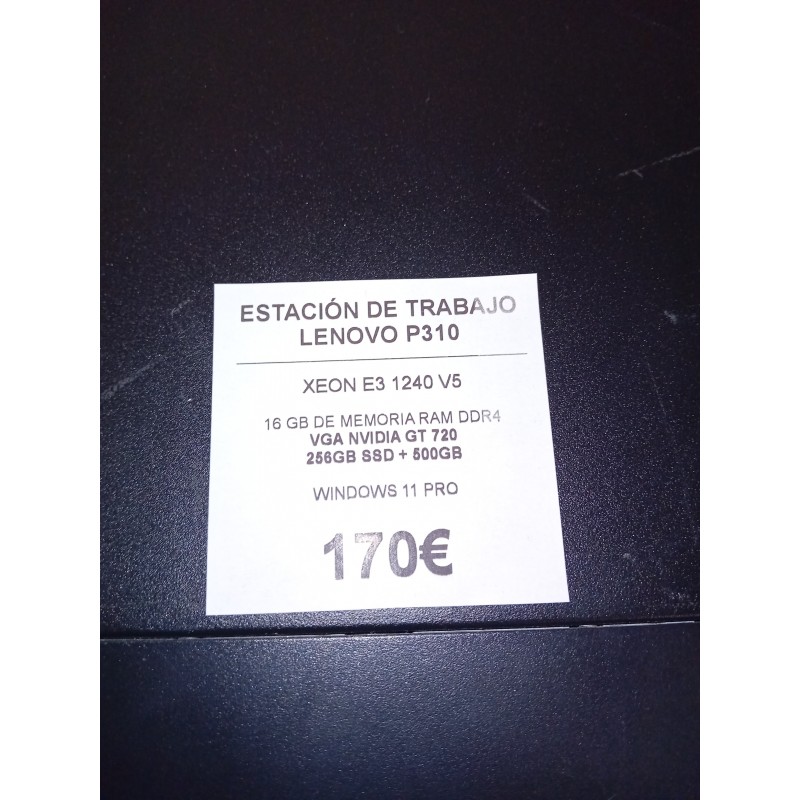 ESTACIÓN DE TRABAJO
LENOVO P310
XEON E3 1240 V5
16 GB DE MEMORIA RAM DDR4
VGA NVIDIA GT 720
256GB SSD + 500GB
WINDOWS 11 PRO
170€